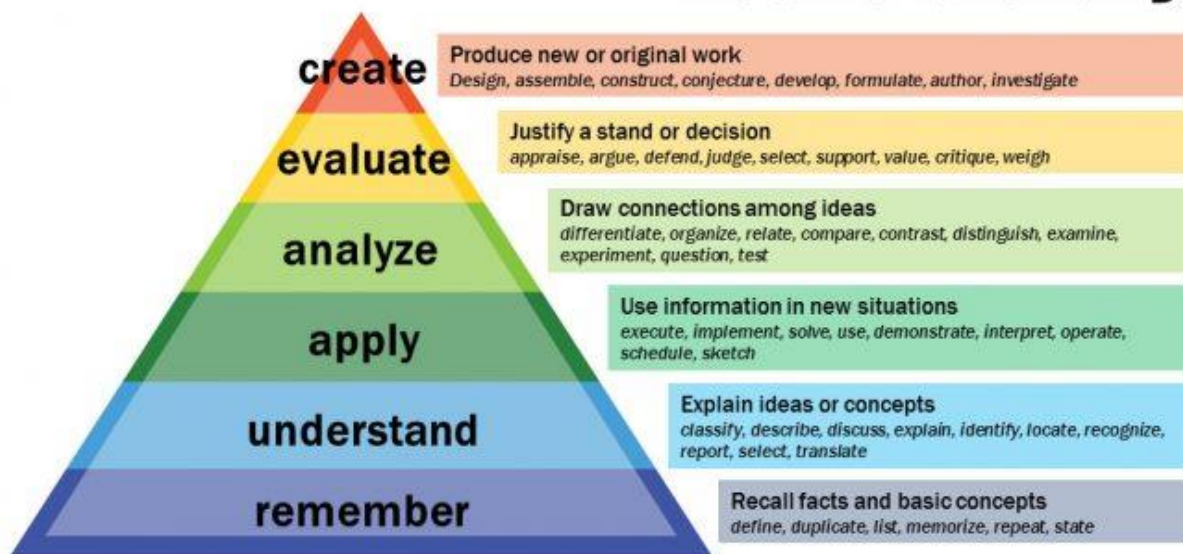 create
Produce new or original work
Design, assemble, construct, conjecture, develop, formulate, author, investigate
evaluate
Justify a stand or decision
appraise, argue, defend, judge, select, support, value, critique, weigh
analyze
Draw connections among ideas
differentiate, organize, relate, compare, contrast, distinguish, examine,
experiment, question, test
apply
Use information in new situations
execute, implement, solve, use, demonstrate, interpret, operate,
schedule, sketch
understand
Explain ideas or concepts
classify, describe, discuss, explain, identify, locate, recognize,
report, select, translate
remember
Recall facts and basic concepts
define, duplicate, list, memorize, repeat, state